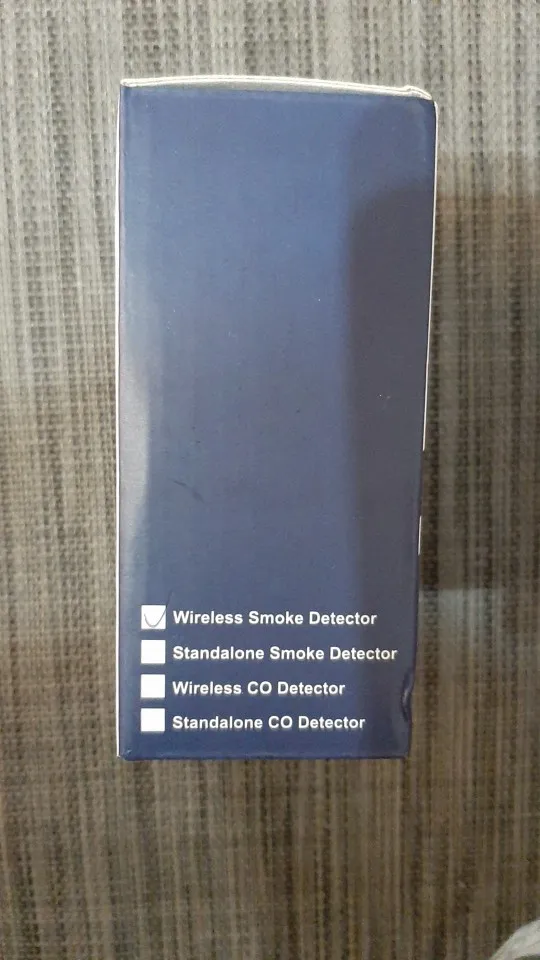 Wireless Smoke Detector
Standalone Smoke Detector
Wireless CO Detector
Standalone CO Detector